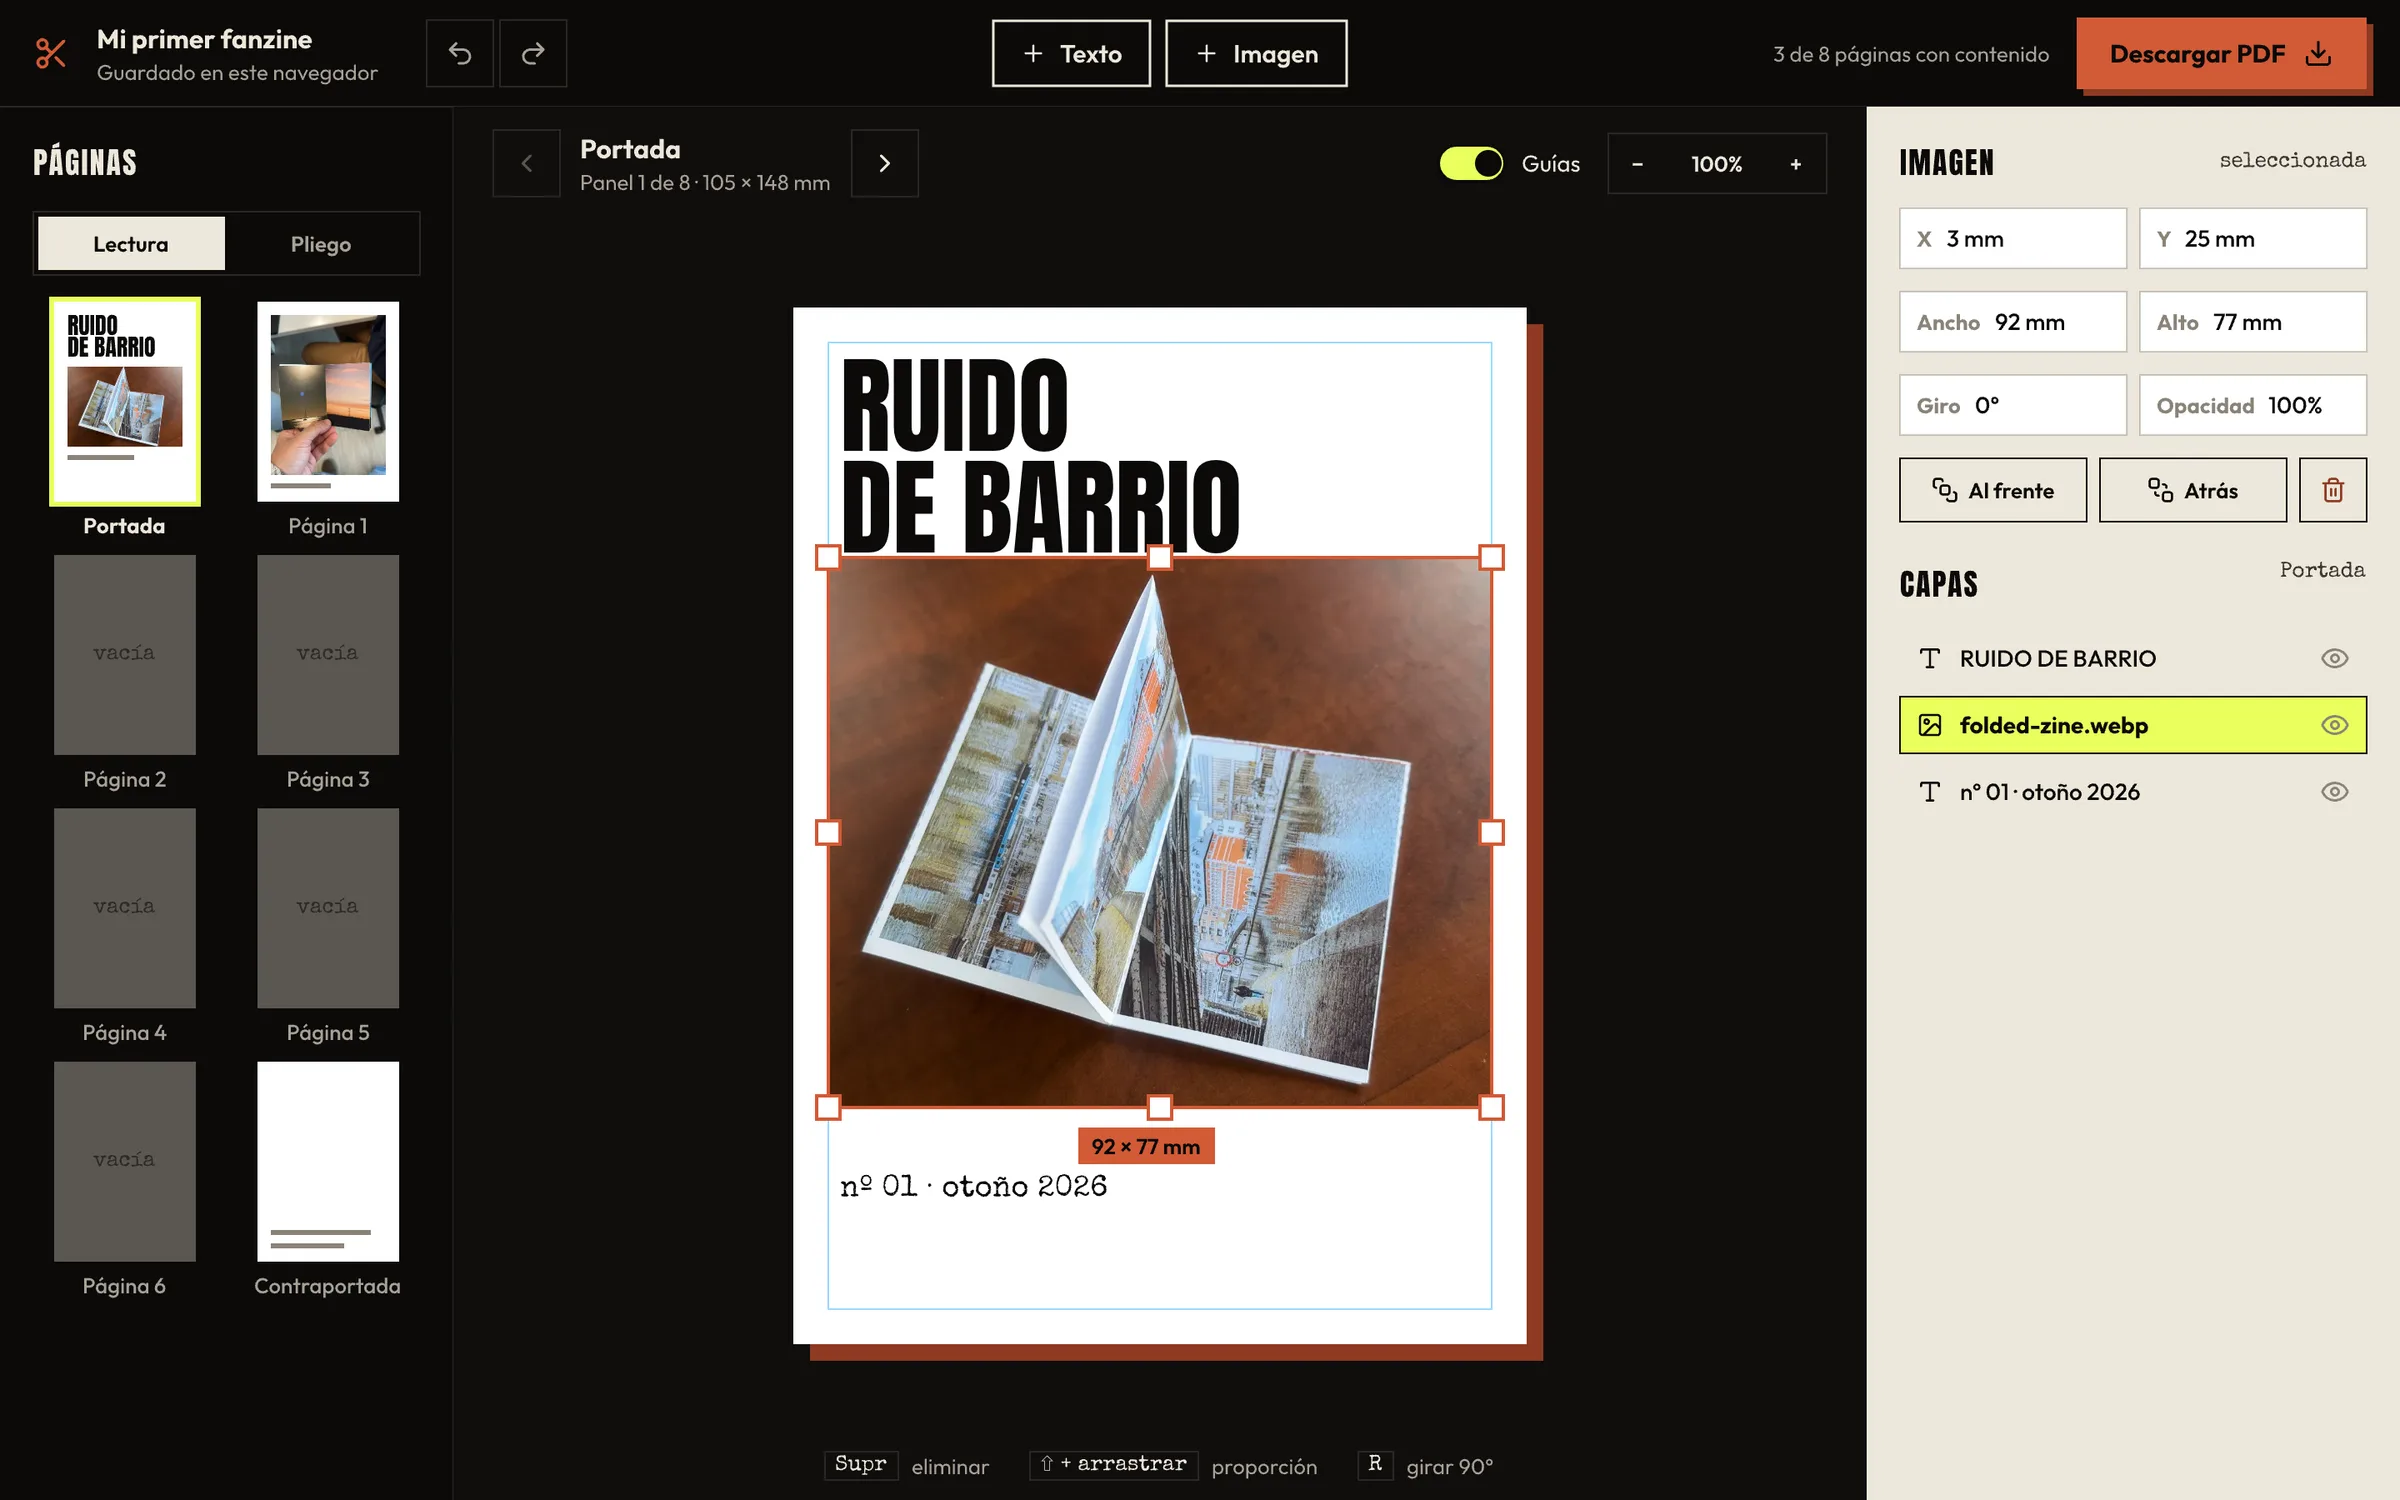 Mi primer fanzine
Guardado en este navegador
Texto
Imagen
3 de 8 páginas con contenido
Descargar PDF
PÁGINAS
Lectura
Pliego
RUIDO
DE BARRIO
Portada
Página 1
vacía
vacía
Página 2
Página 3
vacía
vacía
Página 4
Página 5
vacía
Página 6
Contraportada
Portada
Panel 1 de 8 · 105 × 148 mm
Guías
− 100% +
RUIDO
DE BARRIO
92 × 77 mm
nº 01 · otoño 2026
Supr eliminar
⇧ + arrastrar proporción
R girar 90°
IMAGEN
seleccionada
X 3 mm
Y 25 mm
Ancho 92 mm
Alto 77 mm
Giro 0°
Opacidad 100%
Al frente
Atrás
CAPAS
Portada
RUIDO DE BARRIO
folded-zine.webp
nº 01 · otoño 2026